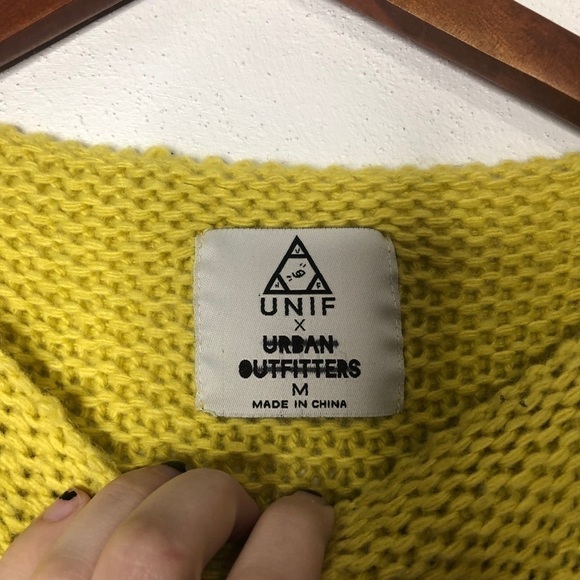 UNIF
X
URBAN
OUTFITTERS
M
MADE IN CHINA